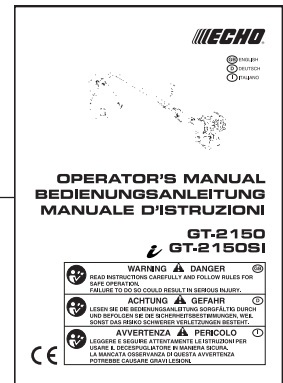 ECHO
GB ENGLISH
D DEUTSCH
I ITALIANO
OPERATOR'S MANUAL
BEDIENUNGSANLEITUNG
MANUALE D'ISTRUZIONI
GT-2150
i GT-2150SI
WARNING DANGER GB
READ INSTRUCTIONS CAREFULLY AND FOLLOW RULES FOR
SAFE OPERATION.
FAILURE TO DO SO COULD RESULT IN SERIOUS INJURY.
ACHTUNG GEFAHR D
LESEN SIE DIE BEDIENUNGSANLEITUNG SORGFÄLTIG DURCH
UND BEFOLGEN SIE DIE SICHERHEITSBESTIMMUNGEN, WEIL
SONST DAS RISIKO SCHWERER VERLETZUNGEN BESTEHT.
AVVERTENZA PERICOLO I
LEGGERE E SEGUIRE ATTENTAMENTE LE ISTRUZIONI PER
USARE IL DECESPUGLIATORE IN MANIERA SICURA.
LA MANCATA OSSERVANZA DI QUESTA AVVERTENZA
POTREBBE CAUSARE GRAVI LESIONI.
CE